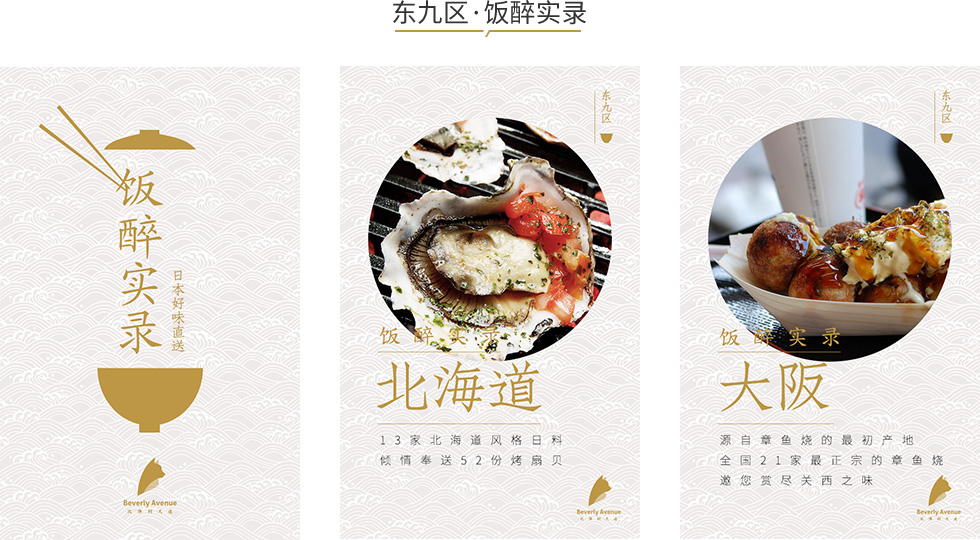 东九区·饭醉实录
饭醉实录
日本好味直送
Beverly Avenue
东九区
饭醉实录
北海道
13家北海道风格日料
倾情奉送52份烤扇贝
Beverly Avenue
东九区
饭醉实录
大阪
源自章鱼烧的最初产地
全国21家最正宗的章鱼烧
邀您赏尽关西之味
Beverly Avenue